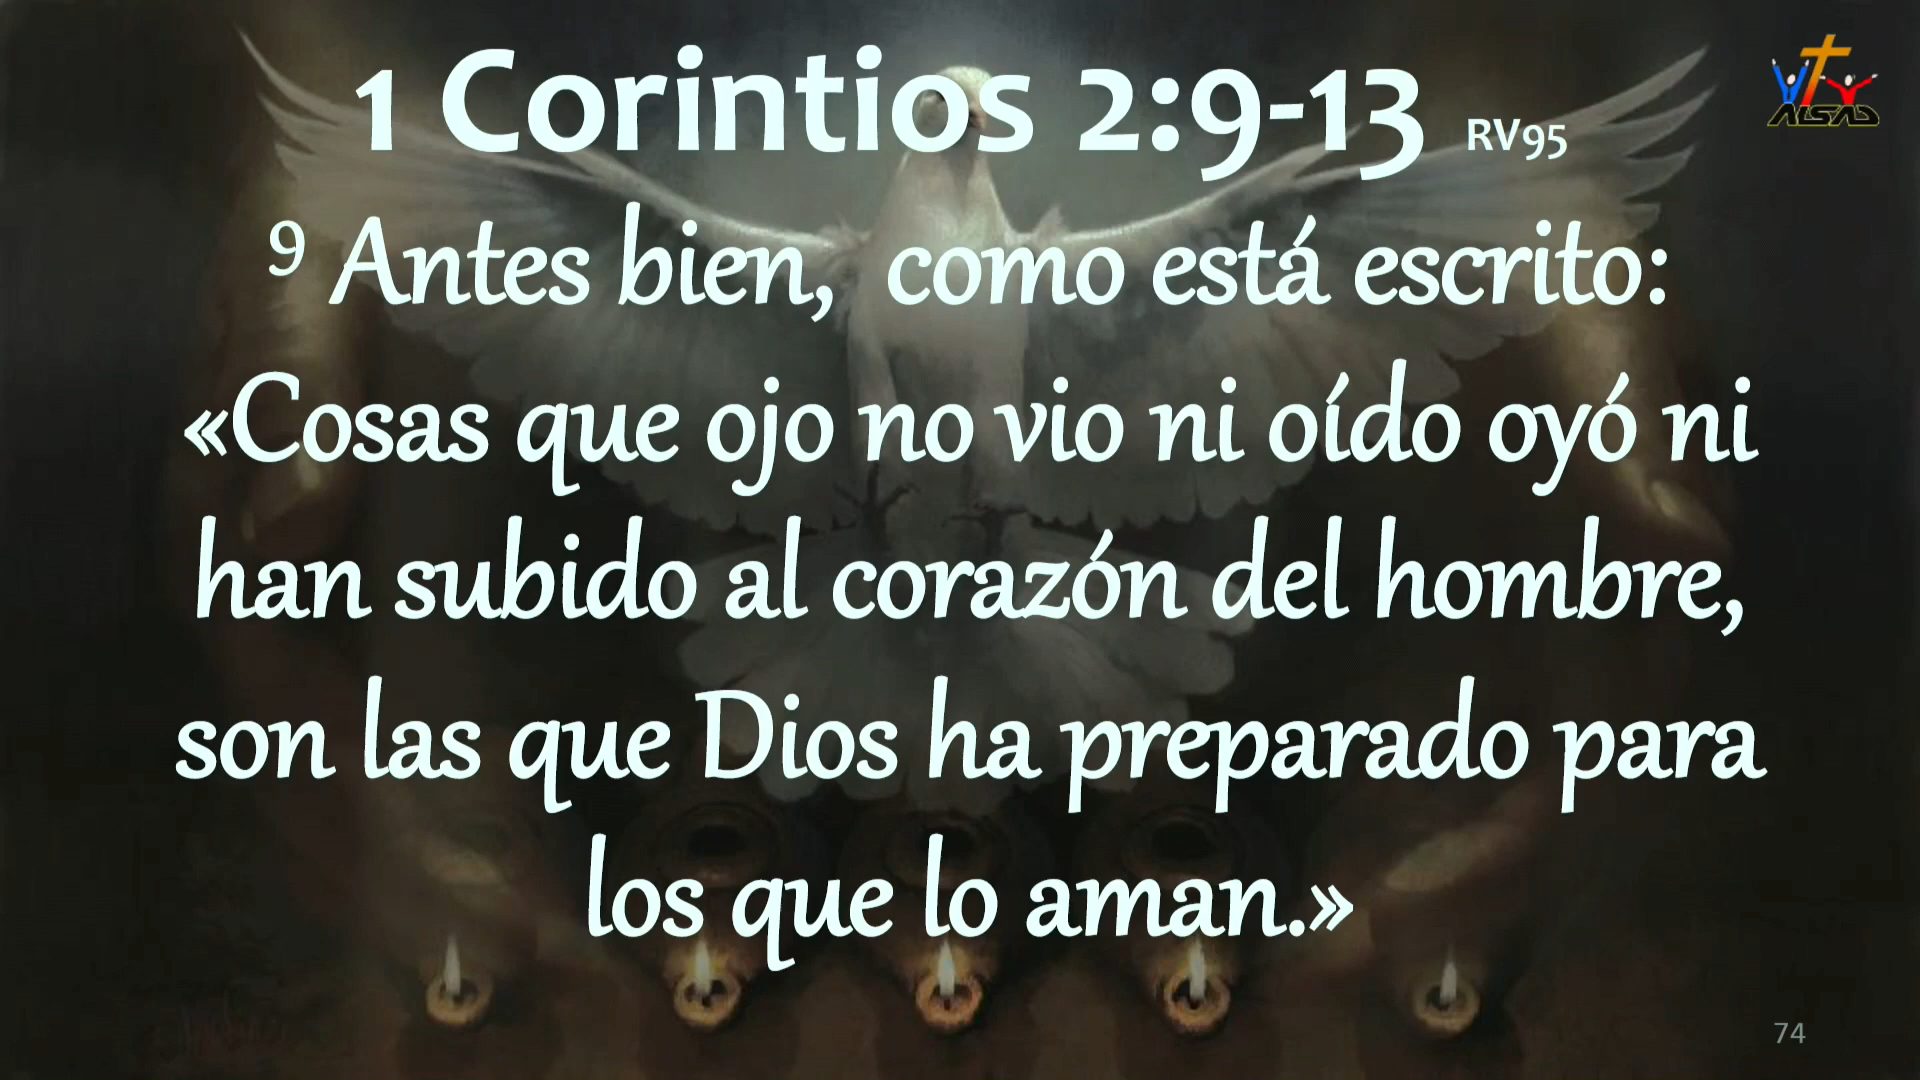 1 Corintios 2:9-13 RV95
9 Antes bien, como está escrito:
«Cosas que ojo no vio ni oído oyó ni
han subido al corazón del hombre,
son las que Dios ha preparado para
los que lo aman.»
ALSAD
74